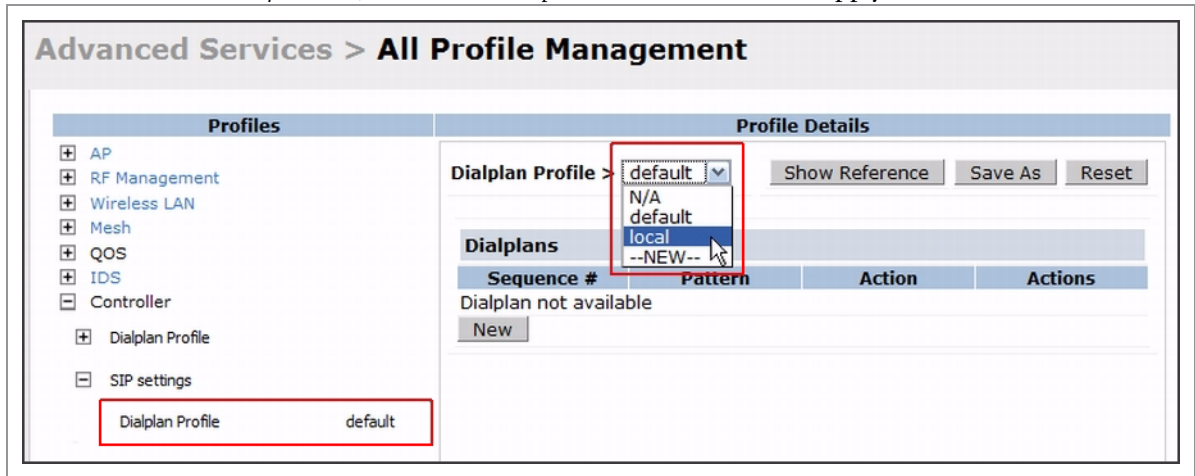 Advanced Services > All Profile Management
Profiles
Profile Details
AP
RF Management
Wireless LAN
Mesh
QOS
IDS
Controller
Dialplan Profile
SIP settings
Dialplan Profile default
Dialplan Profile > default Show Reference Save As Reset
N/A
default
local
--NEW--
Dialplans
Sequence # Pattern Action Actions
Dialplan not available
New